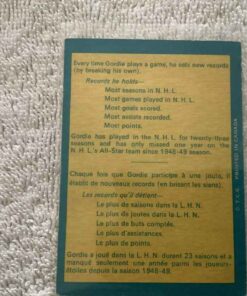 Every time Gordie plays a game, he sets new records
(by breaking his own).
Records he holds—
Most seasons in N. H. L.
Most games played in N. H. L.
Most goals scored.
Most assists recorded.
Most points.
Gordie has played in the N. H. L. for twenty-three
seasons and has only missed one year on the
N. H. L.'s All-Star team since 1948-49 season.
Chaque fois que Gordie participe à une joute, il
établit de nouveaux records (en brisant les siens).
Les records qu'il détient—
Le plus de saisons dans la L. H. N.
Le plus de joutes dans la L. H. N.
Le plus de buts comptés.
Le plus d'assistances.
Le plus de points.
Gordie a joué dans la L. H. N. durant 23 saisons et a
manqué seulement une année parmi les joueurs-
étoiles depuis la saison 1948-49.
PRINTED IN CANADA